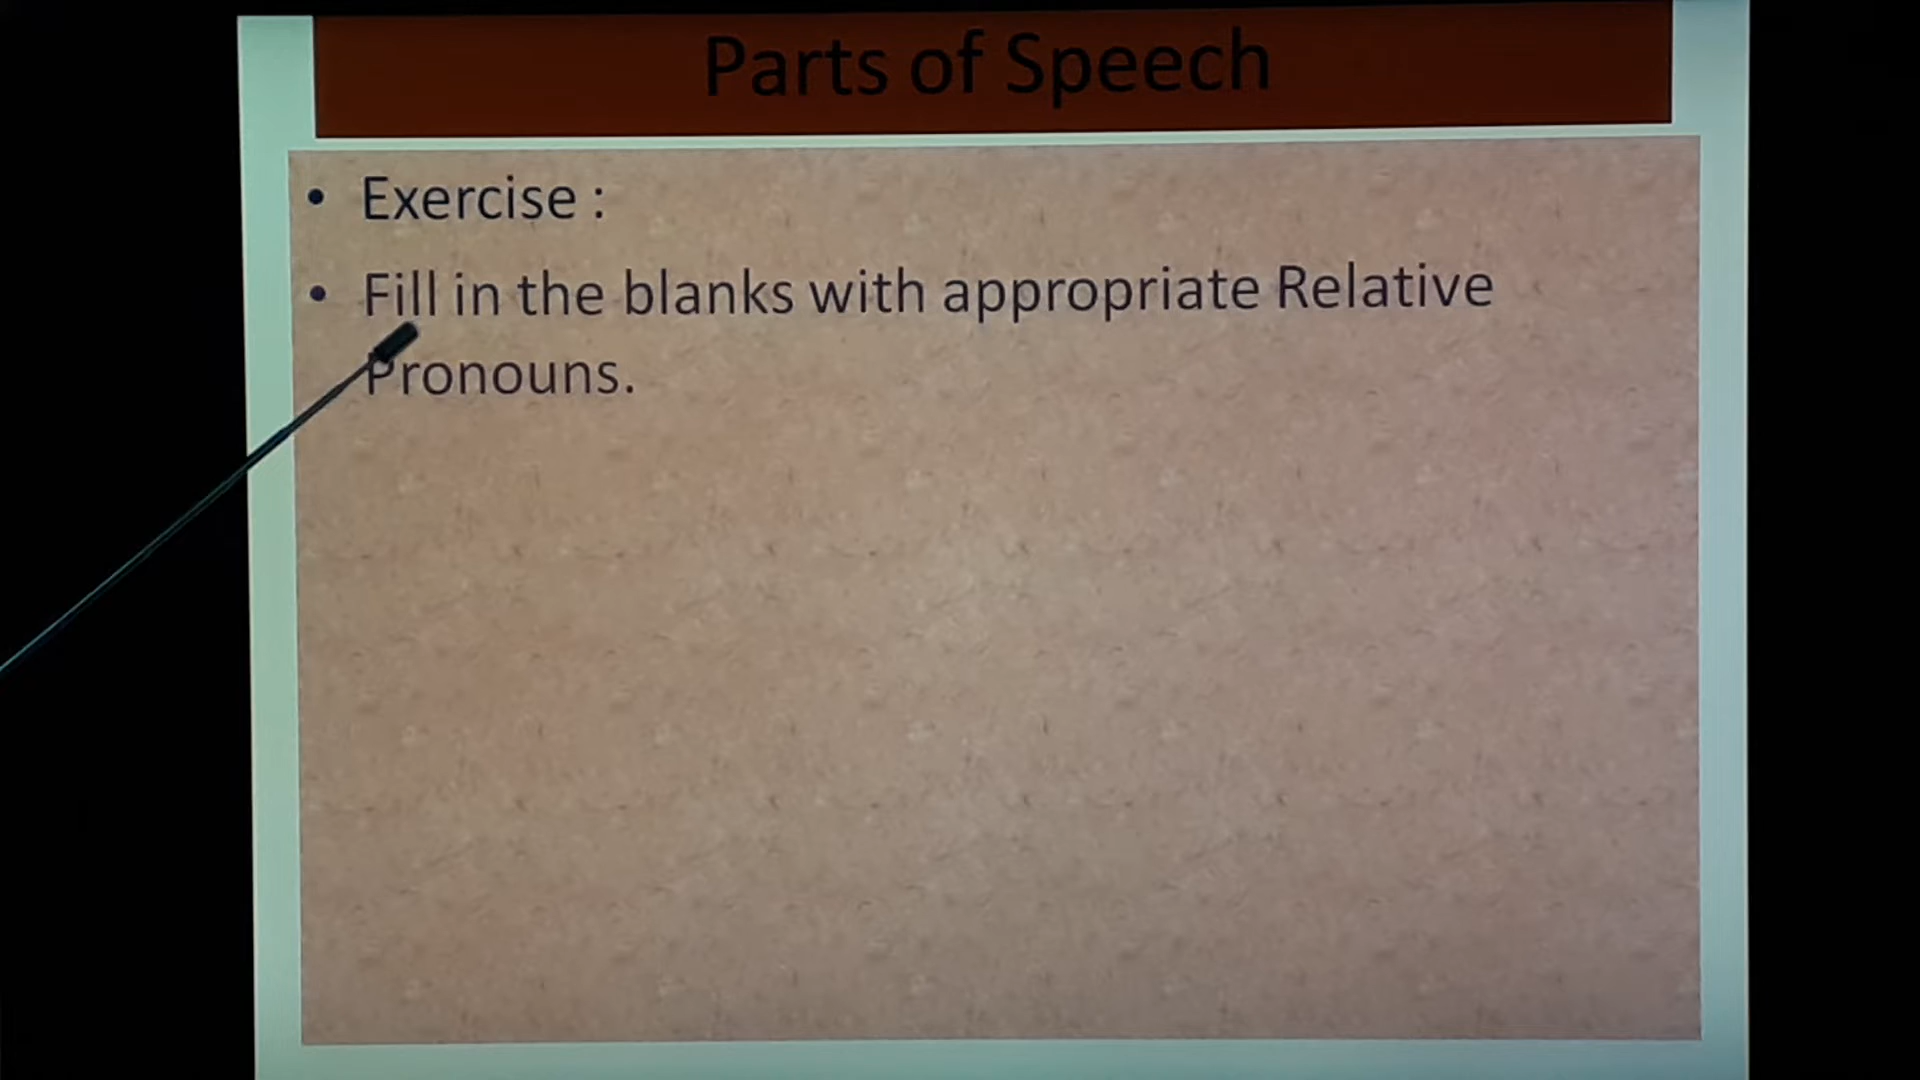 Parts of Speech
• Exercise :
• Fill in the blanks with appropriate Relative
Pronouns.